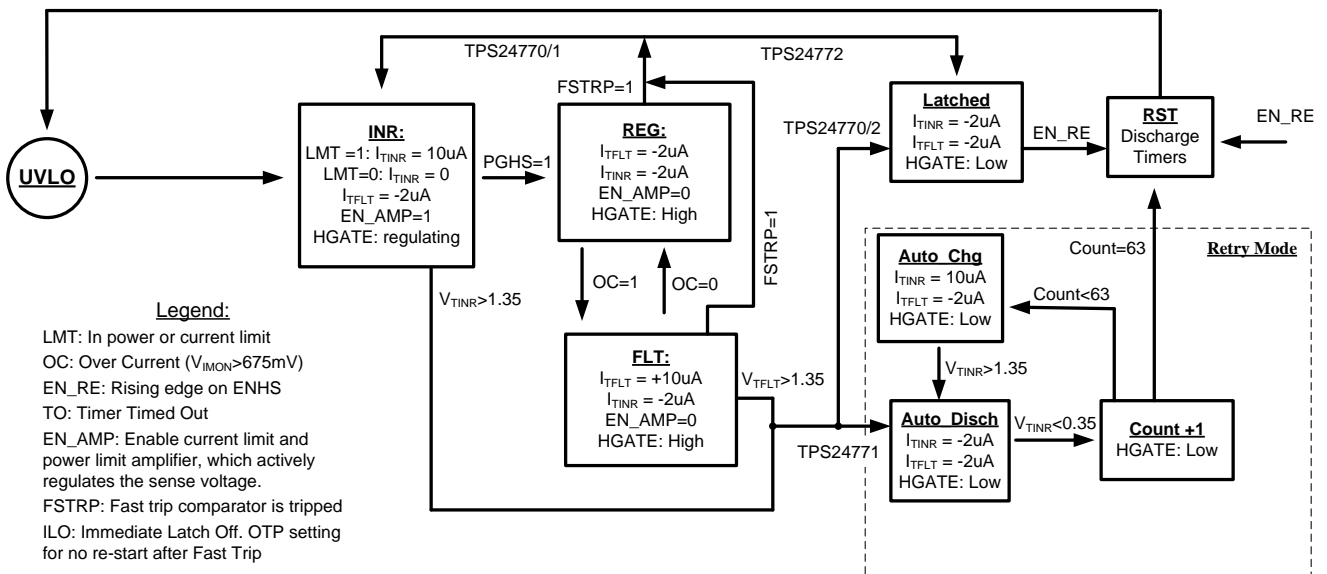 TPS24770/1
TPS24772
FSTRP=1
UVLO
INR:
LMT =1: ITINR = 10uA
LMT=0: ITINR = 0
ITFLT = -2uA
EN_AMP=1
HGATE: regulating
PGHS=1
REG:
ITFLT = -2uA
ITINR = -2uA
EN_AMP=0
HGATE: High
FSTRP=1
TPS24770/2
Latched
ITINR = -2uA
ITFLT = -2uA
HGATE: Low
EN_RE
RST
Discharge
Timers
EN_RE
OC=1
OC=0
VTINR>1.35
FLT:
ITFLT = +10uA
ITINR = -2uA
EN_AMP=0
HGATE: High
VTFLT>1.35
TPS24771
Retry Mode
Auto_Chg
ITINR = 10uA
ITFLT = -2uA
HGATE: Low
Count<63
Count=63
VTINR>1.35
Auto_Disch
ITINR = -2uA
ITFLT = -2uA
HGATE: Low
VTINR<0.35
Count +1
HGATE: Low
Legend:
LMT: In power or current limit
OC: Over Current (VIMON>675mV)
EN_RE: Rising edge on ENHS
TO: Timer Timed Out
EN_AMP: Enable current limit and
power limit amplifier, which actively
regulates the sense voltage.
FSTRP: Fast trip comparator is tripped
ILO: Immediate Latch Off. OTP setting
for no re-start after Fast Trip